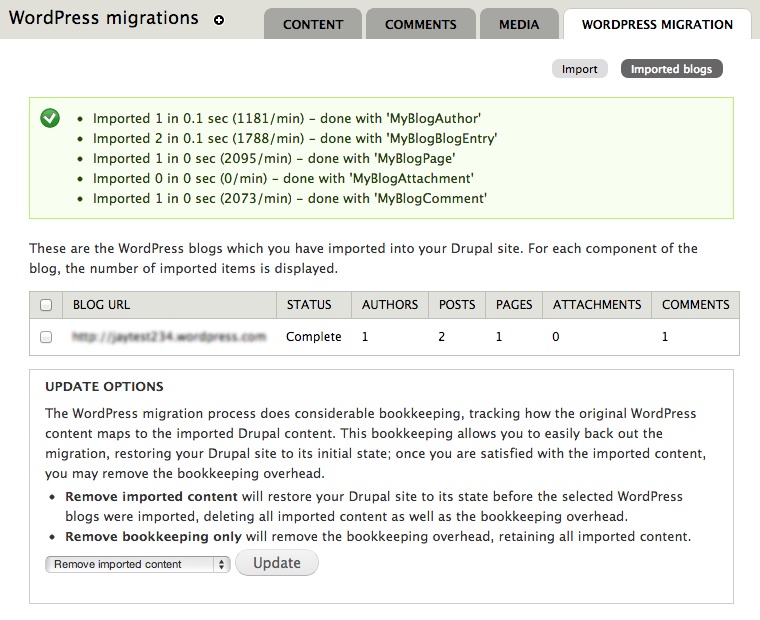 WordPress migrations
CONTENT
COMMENTS
MEDIA
WORDPRESS MIGRATION
Import
Imported blogs
Imported 1 in 0.1 sec (1181/min) – done with 'MyBlogAuthor'
Imported 2 in 0.1 sec (1788/min) – done with 'MyBlogBlogEntry'
Imported 1 in 0 sec (2095/min) – done with 'MyBlogPage'
Imported 0 in 0 sec (0/min) – done with 'MyBlogAttachment'
Imported 1 in 0 sec (2073/min) – done with 'MyBlogComment'
These are the WordPress blogs which you have imported into your Drupal site. For each component of the
blog, the number of imported items is displayed.
BLOG URL STATUS AUTHORS POSTS PAGES ATTACHMENTS COMMENTS
Complete 1 2 1 0 1
UPDATE OPTIONS
The WordPress migration process does considerable bookkeeping, tracking how the original WordPress
content maps to the imported Drupal content. This bookkeeping allows you to easily back out the
migration, restoring your Drupal site to its initial state; once you are satisfied with the imported content,
you may remove the bookkeeping overhead.
Remove imported content will restore your Drupal site to its state before the selected WordPress
blogs were imported, deleting all imported content as well as the bookkeeping overhead.
Remove bookkeeping only will remove the bookkeeping overhead, retaining all imported content.
Remove imported content
Update